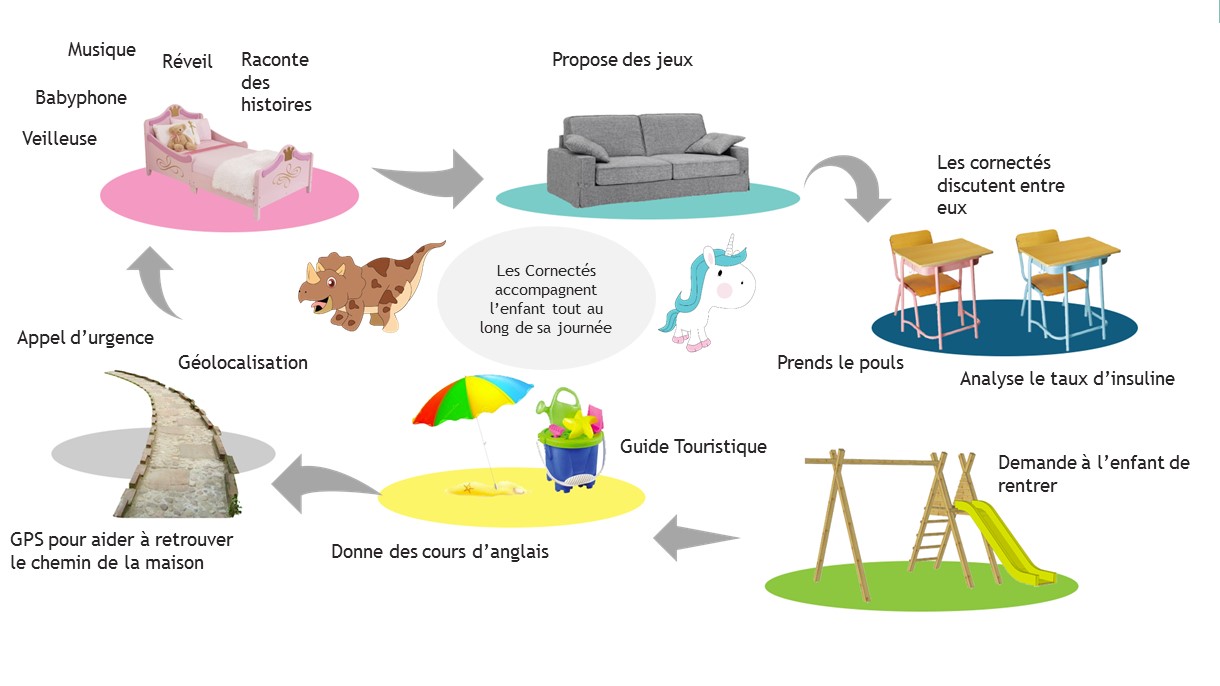 Musique
Réveil
Raconte
des
histoires
Babyphone
Veilleuse
Propose des jeux
Les cornectés
discutent entre
eux
Les Cornectés
accompagnent
l’enfant tout au
long de sa journée
Appel d’urgence
Géolocalisation
Prends le pouls
Analyse le taux d’insuline
Guide Touristique
Demande à l’enfant de
rentrer
GPS pour aider à retrouver
le chemin de la maison
Donne des cours d’anglais